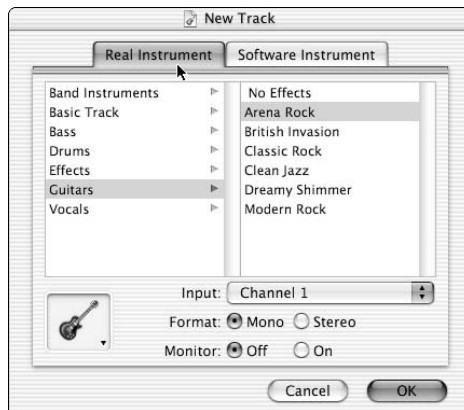 New Track
Real Instrument Software Instrument
Band Instruments
Basic Track
Bass
Drums
Effects
Guitars
Vocals
No Effects
Arena Rock
British Invasion
Classic Rock
Clean Jazz
Dreamy Shimmer
Modern Rock
Input: Channel 1
Format: Mono Stereo
Monitor: Off On
Cancel OK